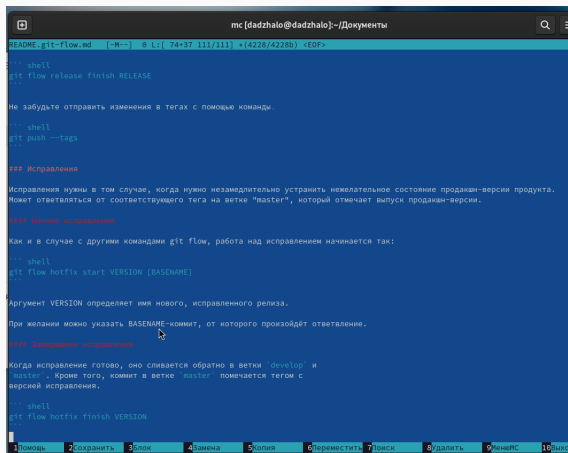 mc [dadzhalo@dadzhalo]:~/Документы
README.git-flow.md [-M--] 0 L:[ 74+37 111/111] *(4228/4228b) <EOF>
``` shell
git flow release finish RELEASE
```
Не забудьте отправить изменения в тегах с помощью команды
``` shell
git push --tags
```
### Исправления
Исправления нужны в том случае, когда нужно незамедлительно устранить нежелательное состояние продакшн-версии продукта.
Может ответвляться от соответствующего тега на ветке "master", который отмечает выпуск продакшн-версии.
#### Начало исправления
Как и в случае с другими командами git flow, работа над исправлением начинается так:
``` shell
git flow hotfix start VERSION [BASENAME]
```
Аргумент VERSION определяет имя нового, исправленного релиза.
При желании можно указать BASENAME-коммит, от которого произойдёт ответвление.
#### Завершение исправления
Когда исправление готово, оно сливается обратно в ветки `develop` и
`master`. Кроме того, коммит в ветке `master` помечается тегом с
версией исправления.
``` shell
git flow hotfix finish VERSION
```
1Помощь 2Сохранить 3Блок 4Замена 5Копия 6Переместить 7Поиск 8Удалить 9МенюMC 10Выхо